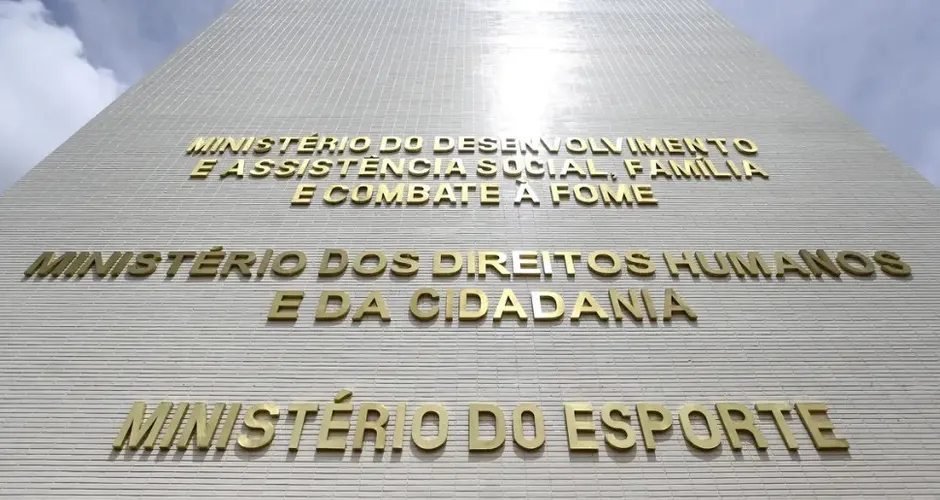 MINISTÉRIO DO DESENVOLVIMENTO
E ASSISTÊNCIA SOCIAL, FAMÍLIA
E COMBATE À FOME
MINISTÉRIO DOS DIREITOS HUMANOS
E DA CIDADANIA
MINISTÉRIO DO ESPORTE